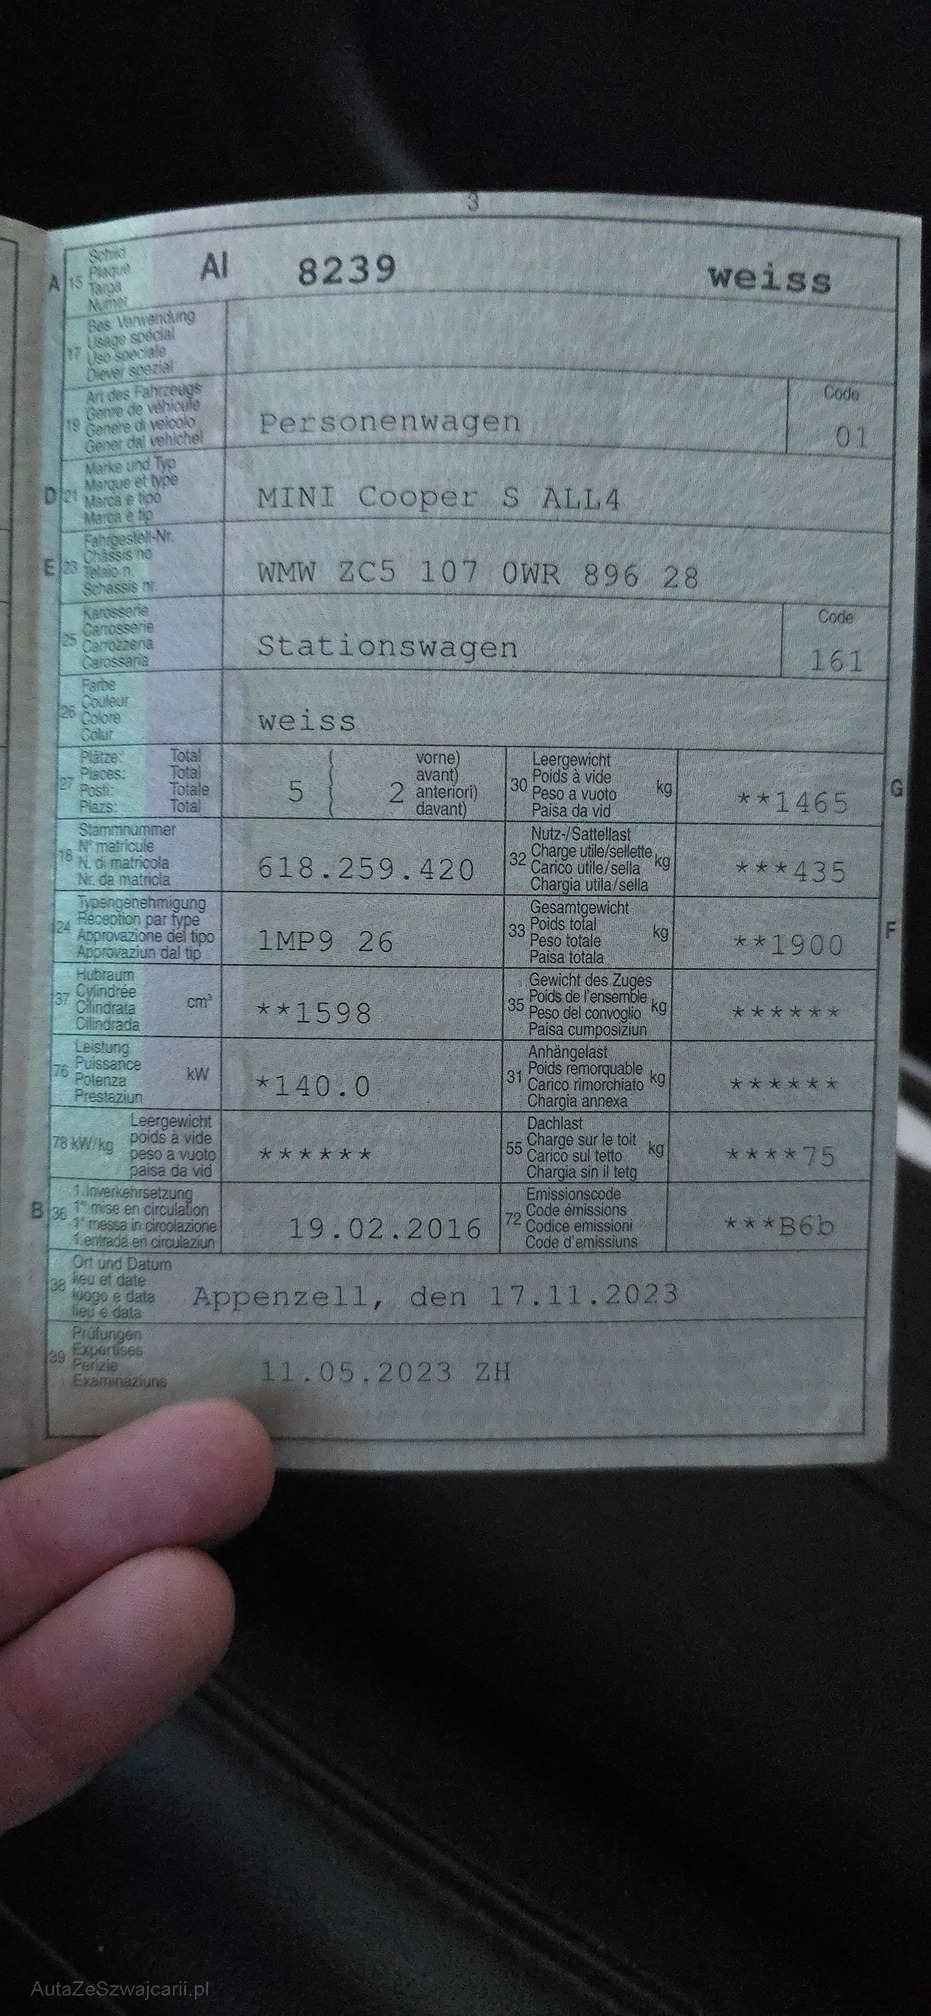 3
A 15 Schild
Plaque
Targa
Numer
AI 8239 weiss
17 Bes. Verwendung
Usage spécial
Uso speciale
Diever spezial
19 Art des Fahrzeugs
Genre de véhicule
Genere di veicolo
Gener dal vehichel
Personenwagen
Code
01
D 21 Marke und Typ
Marque et type
Marca e tipo
Marca e tip
MINI Cooper S ALL4
E 23 Fahrgestell-Nr.
Châssis no
Telaio n.
Schassis nr.
WMW ZC5 107 0WR 896 28
25 Karosserie
Carrosserie
Carrozzeria
Carossaria
Stationswagen
Code
161
26 Farbe
Couleur
Colore
Colur
weiss
27 Plätze: Total
Places: Total
Posti: Totale
Plazs: Total
5 { 2 vorne)
avant)
anteriori)
davant)
30 Leergewicht
Poids à vide
Peso a vuoto
Paisa da vid
kg
**1465
G
18 Stammnummer
N° matricule
N. di matricola
Nr. da matricla
618.259.420
32 Nutz-/Sattellast
Charge utile/sellette
Carico utile/sella
Chargia utila/sella
kg
***435
24 Typengenehmigung
Réception par type
Approvazione del tipo
Approvaziun dal tip
1MP9 26
33 Gesamtgewicht
Poids total
Peso totale
Paisa totala
kg
**1900
F
37 Hubraum
Cylindrée
Cilindrata
Cilindrada
cm³
**1598
35 Gewicht des Zuges
Poids de l'ensemble
Peso del convoglio
Paisa cumposiziun
kg
******
76 Leistung
Puissance
Potenza
Prestaziun
kW
*140.0
31 Anhängelast
Poids remorquable
Carico rimorchiato
Chargia annexa
kg
******
78 kW/kg Leergewicht
poids à vide
peso a vuoto
paisa da vid
******
55 Dachlast
Charge sur le toit
Carico sul tetto
Chargia sin il tetg
kg
****75
B 36 1. Inverkehrsetzung
1re mise en circulation
1a messa in circolazione
1. entrada en circulaziun
19.02.2016
72 Emissionscode
Code émissions
Codice emissioni
Code d'emissiuns
***B6b
38 Ort und Datum
lieu et date
luogo e data
lieu e data
Appenzell, den 17.11.2023
39 Prüfungen
Expertises
Perizie
Examinaziuns
11.05.2023 ZH
AutaZeSzwajcarii.pl